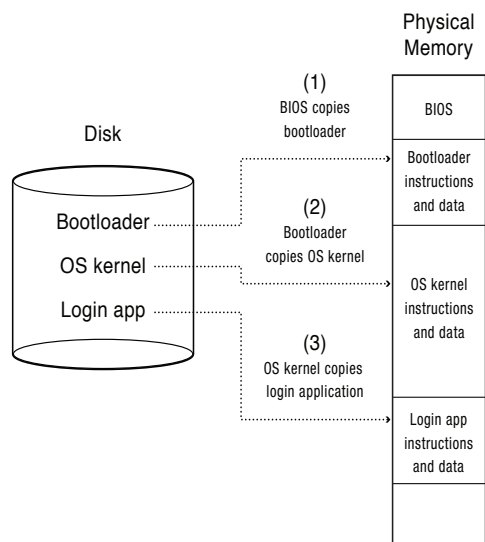 Physical
Memory
(1)
BIOS copies
bootloader
BIOS
Disk
Bootloader
instructions
and data
Bootloader
(2)
Bootloader
copies OS kernel
OS kernel
OS kernel
instructions
and data
Login app
(3)
OS kernel copies
login application
Login app
instructions
and data